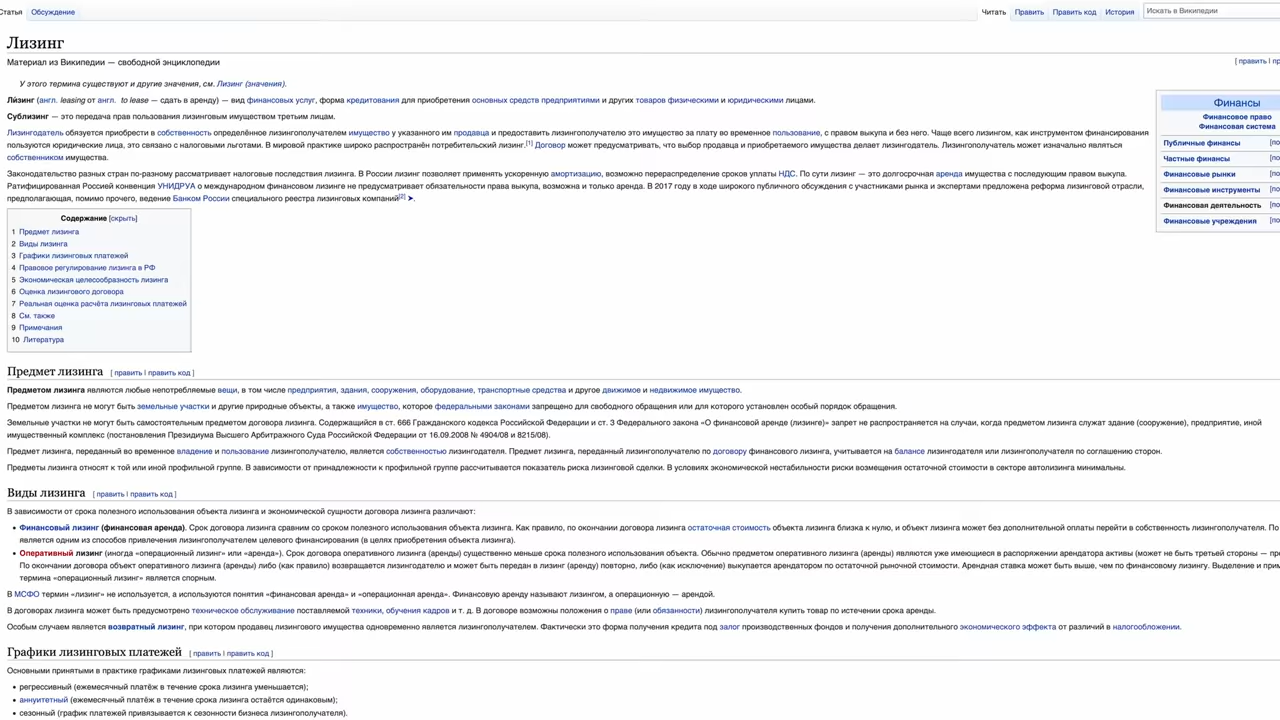 Статья Обсуждение Читать Править Править код История Искать в Википедии
Лизинг
Материал из Википедии — свободной энциклопедии
[ править | пр
У этого термина существуют и другие значения, см. Лизинг (значения).
Ли́зинг (англ. leasing от англ. to lease — сдать в аренду) — вид финансовых услуг, форма кредитования для приобретения основных средств предприятиями и других товаров физическими и юридическими лицами.
Сублизинг — это передача прав пользования лизинговым имуществом третьим лицам.
Лизингодатель обязуется приобрести в собственность определённое лизингополучателем имущество у указанного им продавца и предоставить лизингополучателю это имущество за плату во временное пользование, с правом выкупа и без него. Чаще всего лизингом, как инструментом финансирования
пользуются юридические лица, это связано с налоговыми льготами. В мировой практике широко распространён потребительский лизинг.[1] Договор может предусматривать, что выбор продавца и приобретаемого имущества делает лизингодатель. Лизингополучатель может изначально являться
собственником имущества.
Законодательство разных стран по-разному рассматривает налоговые последствия лизинга. В России лизинг позволяет применять ускоренную амортизацию, возможно перераспределение сроков уплаты НДС. По сути лизинг — это долгосрочная аренда имущества с последующим правом выкупа.
Ратифицированная Россией конвенция УНИДРУА о международном финансовом лизинге не предусматривает обязательства права выкупа, возможна и только аренда. В 2017 году в ходе широкого публичного обсуждения с участниками рынка и экспертами предложена реформа лизинговой отрасли,
предполагающая, помимо прочего, ведение Банком России специального реестра лизинговых компаний[2] ➤.
Финансы
Финансовое право
Финансовая система
Публичные финансы [по
Частные финансы [по
Финансовые рынки [по
Финансовые инструменты [по
Финансовая деятельность [по
Финансовые учреждения [по
Содержание [скрыть]
1 Предмет лизинга
2 Виды лизинга
3 Графики лизинговых платежей
4 Правовое регулирование лизинга в РФ
5 Экономическая целесообразность лизинга
6 Оценка лизингового договора
7 Реальная оценка расчёта лизинговых платежей
8 См. также
9 Примечания
10 Литература
Предмет лизинга [ править | править код ]
Предметом лизинга являются любые непотребляемые вещи, в том числе предприятия, здания, сооружения, оборудование, транспортные средства и другое движимое и недвижимое имущество.
Предметом лизинга не могут быть земельные участки и другие природные объекты, а также имущество, которое федеральными законами запрещено для свободного обращения или для которого установлен особый порядок обращения.
Земельные участки не могут быть самостоятельным предметом договора лизинга. Содержащийся в ст. 666 Гражданского кодекса Российской Федерации и ст. 3 Федерального закона «О финансовой аренде (лизинге)» запрет не распространяется на случаи, когда предметом лизинга служат здание (сооружение), предприятие, иной
имущественный комплекс (постановления Президиума Высшего Арбитражного Суда Российской Федерации от 16.09.2008 № 4904/08 и 8215/08).
Предмет лизинга, переданный во временное владение и пользование лизингополучателю, является собственностью лизингодателя. Предмет лизинга, переданный лизингополучателю по договору финансового лизинга, учитывается на балансе лизингодателя или лизингополучателя по соглашению сторон.
Предметы лизинга относят к той или иной профильной группе. В зависимости от принадлежности к профильной группе рассчитывается показатель риска лизинговой сделки. В условиях экономической нестабильности риски возмещения остаточной стоимости в секторе автолизинга минимальны.
Виды лизинга [ править | править код ]
В зависимости от срока полезного использования объекта лизинга и экономической сущности договора лизинга различают:
• Финансовый лизинг (финансовая аренда). Срок договора лизинга сравним со сроком полезного использования объекта лизинга. Как правило, по окончании договора лизинга остаточная стоимость объекта лизинга близка к нулю, и объект лизинга может без дополнительной оплаты перейти в собственность лизингополучателя. По
является одним из способов привлечения лизингополучателем целевого финансирования (в целях приобретения объекта лизинга).
• Оперативный лизинг (иногда «операционный лизинг» или «аренда»). Срок договора оперативного лизинга (аренды) существенно меньше срока полезного использования объекта. Обычно предметом оперативного лизинга (аренды) являются уже имеющиеся в распоряжении арендатора активы (может не быть третьей стороны — пр
По окончании договора объект оперативного лизинга (аренды) либо (как правило) возвращается лизингодателю и может быть передан в лизинг (аренду) повторно, либо (как исключение) выкупается арендатором по остаточной рыночной стоимости. Арендная ставка может быть выше, чем по финансовому лизингу. Выделение и прим
термина «операционный лизинг» является спорным.
В МСФО термин «лизинг» не используется, а используются понятия «финансовая аренда» и «операционная аренда». Финансовую аренду называют лизингом, а операционную — арендой.
В договорах лизинга может быть предусмотрено техническое обслуживание поставляемой техники, обучения кадров и т. д. В договоре возможны положения о праве (или обязанности) лизингополучателя купить товар по истечении срока аренды.
Особым случаем является возвратный лизинг, при котором продавец лизингового имущества одновременно является лизингополучателем. Фактически это форма получения кредита под залог производственных фондов и получения дополнительного экономического эффекта от различий в налогообложении.
Графики лизинговых платежей [ править | править код ]
Основными принятыми в практике графиками лизинговых платежей являются:
• регрессивный (ежемесячный платёж в течение срока лизинга уменьшается);
• аннуитетный (ежемесячный платёж в течение срока лизинга остаётся одинаковым);
• сезонный (график платежей привязывается к сезонности бизнеса лизингополучателя).